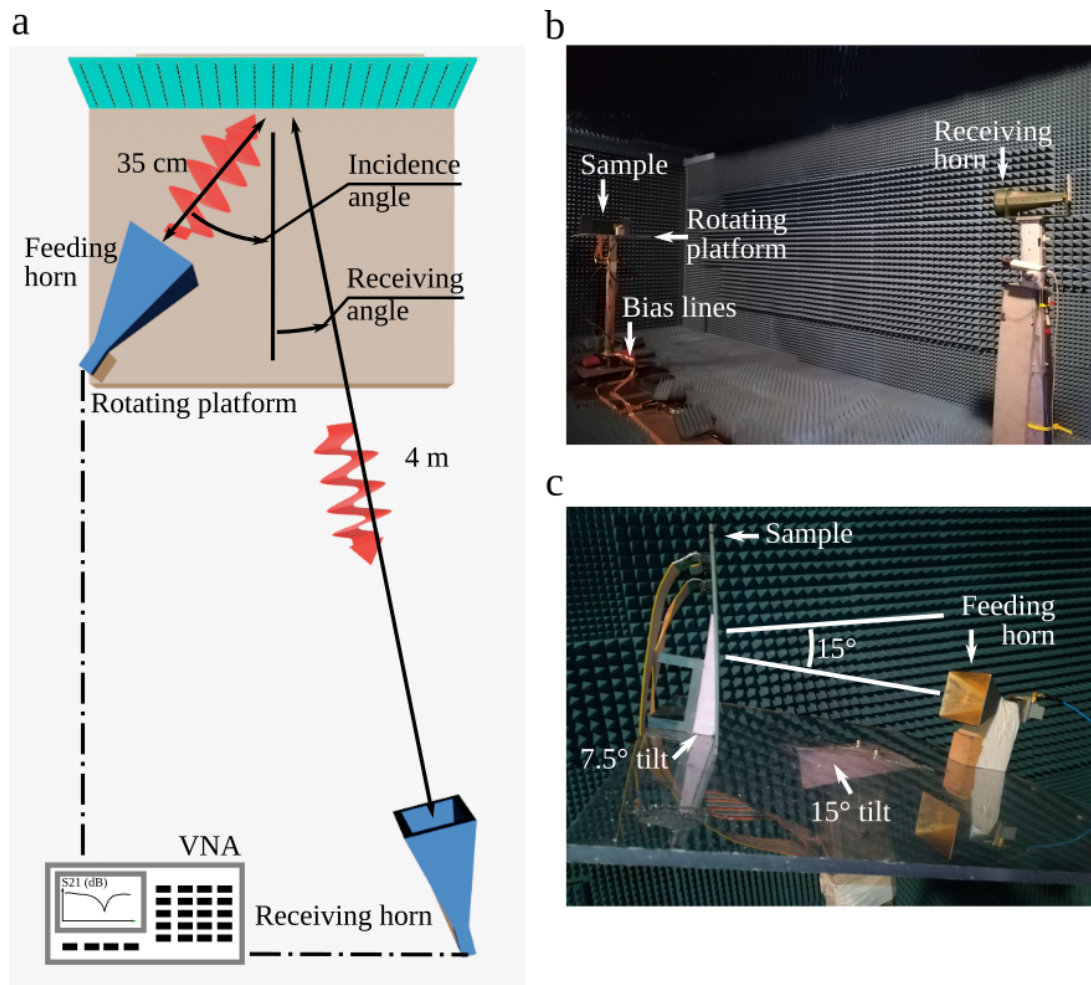 a
35 cm
Incidence
angle
Feeding
horn
Receiving
angle
Rotating platform
4 m
VNA
S21 (dB)
Receiving horn
b
Sample
Receiving
horn
Rotating
platform
Bias lines
c
Sample
Feeding
horn
15°
7.5° tilt
15° tilt